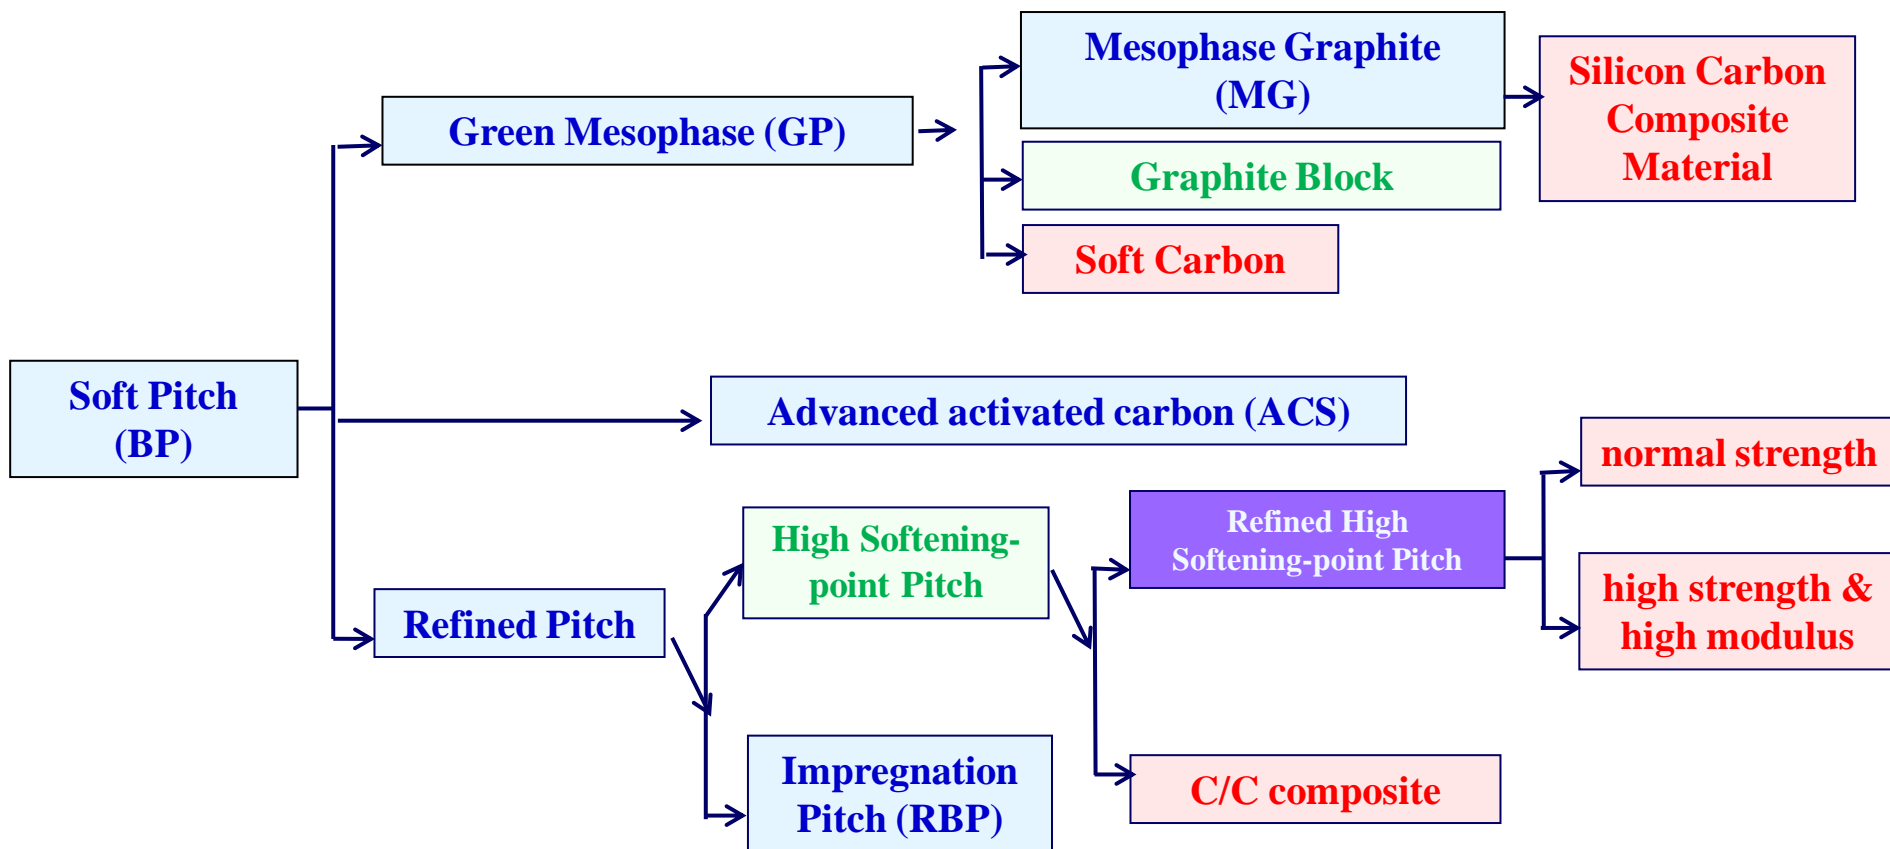 Mesophase Graphite
(MG)
Silicon Carbon
Composite
Material
Green Mesophase (GP)
Graphite Block
Soft Carbon
Soft Pitch
(BP)
Advanced activated carbon (ACS)
normal strength
High Softening-
point Pitch
Refined High
Softening-point Pitch
high strength &
high modulus
Refined Pitch
Impregnation
Pitch (RBP)
C/C composite